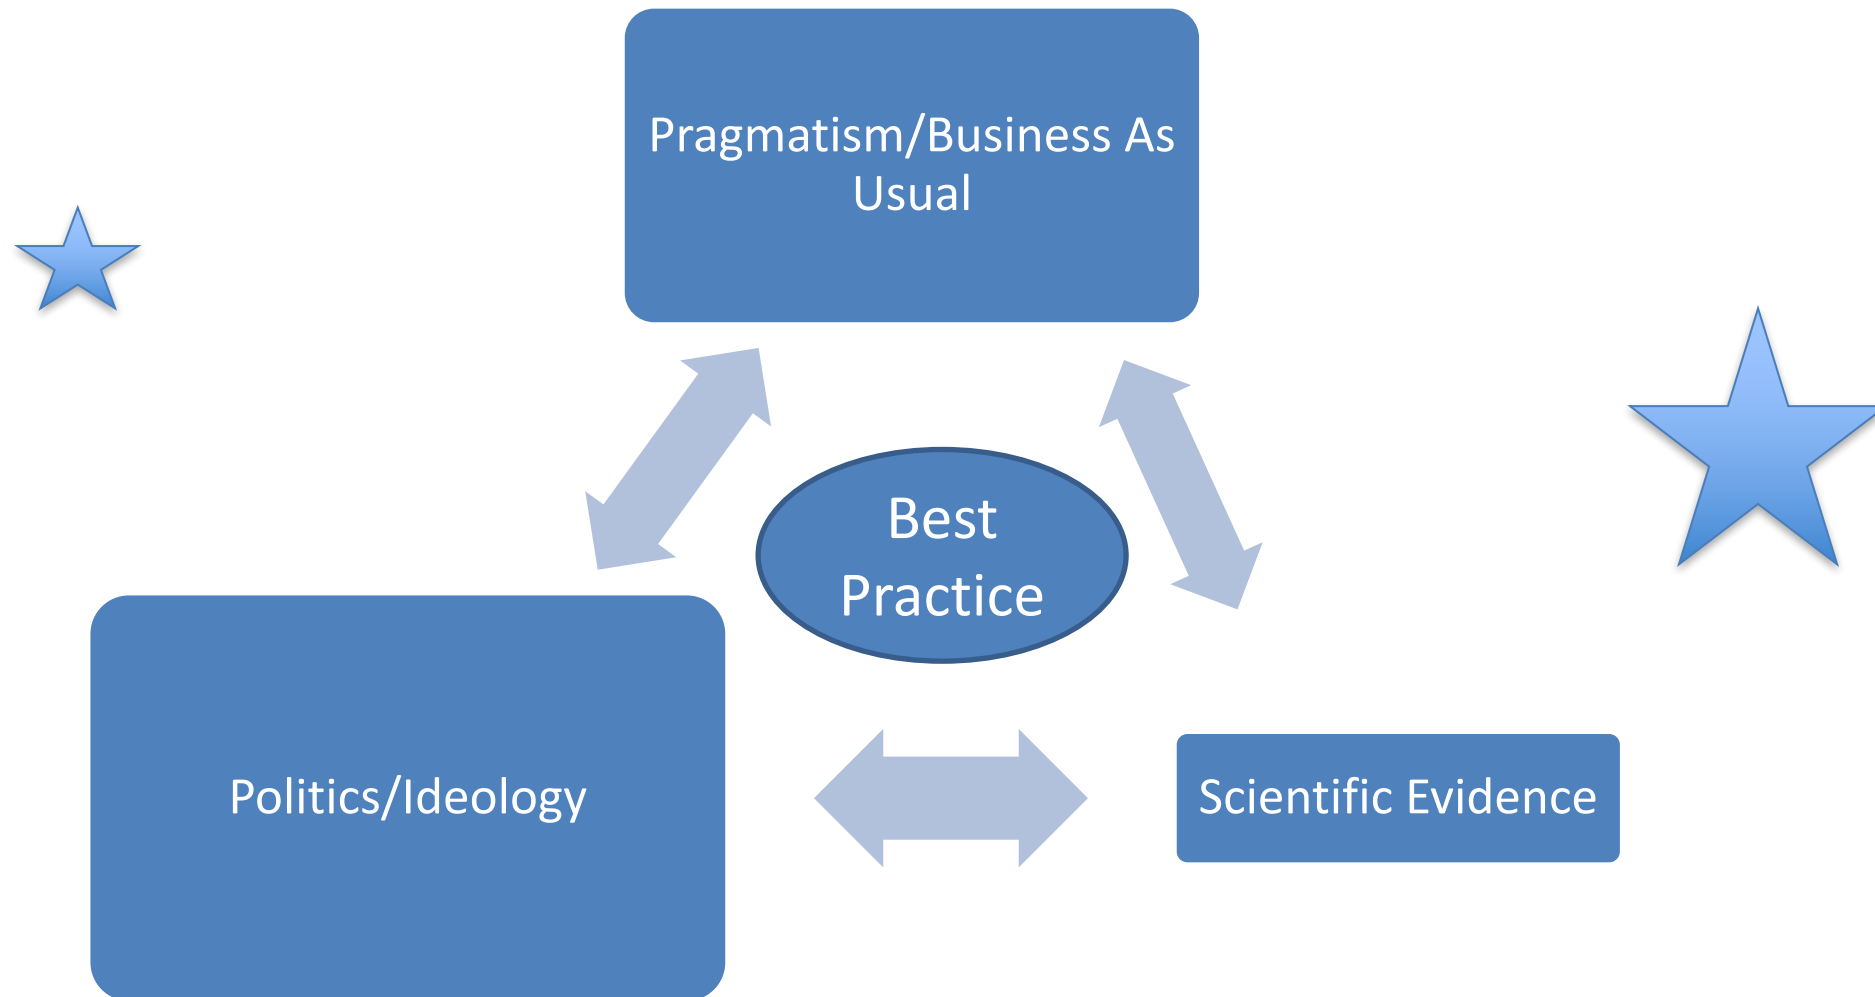 Pragmatism/Business As
Usual
Best
Practice
Politics/Ideology
Scientific Evidence